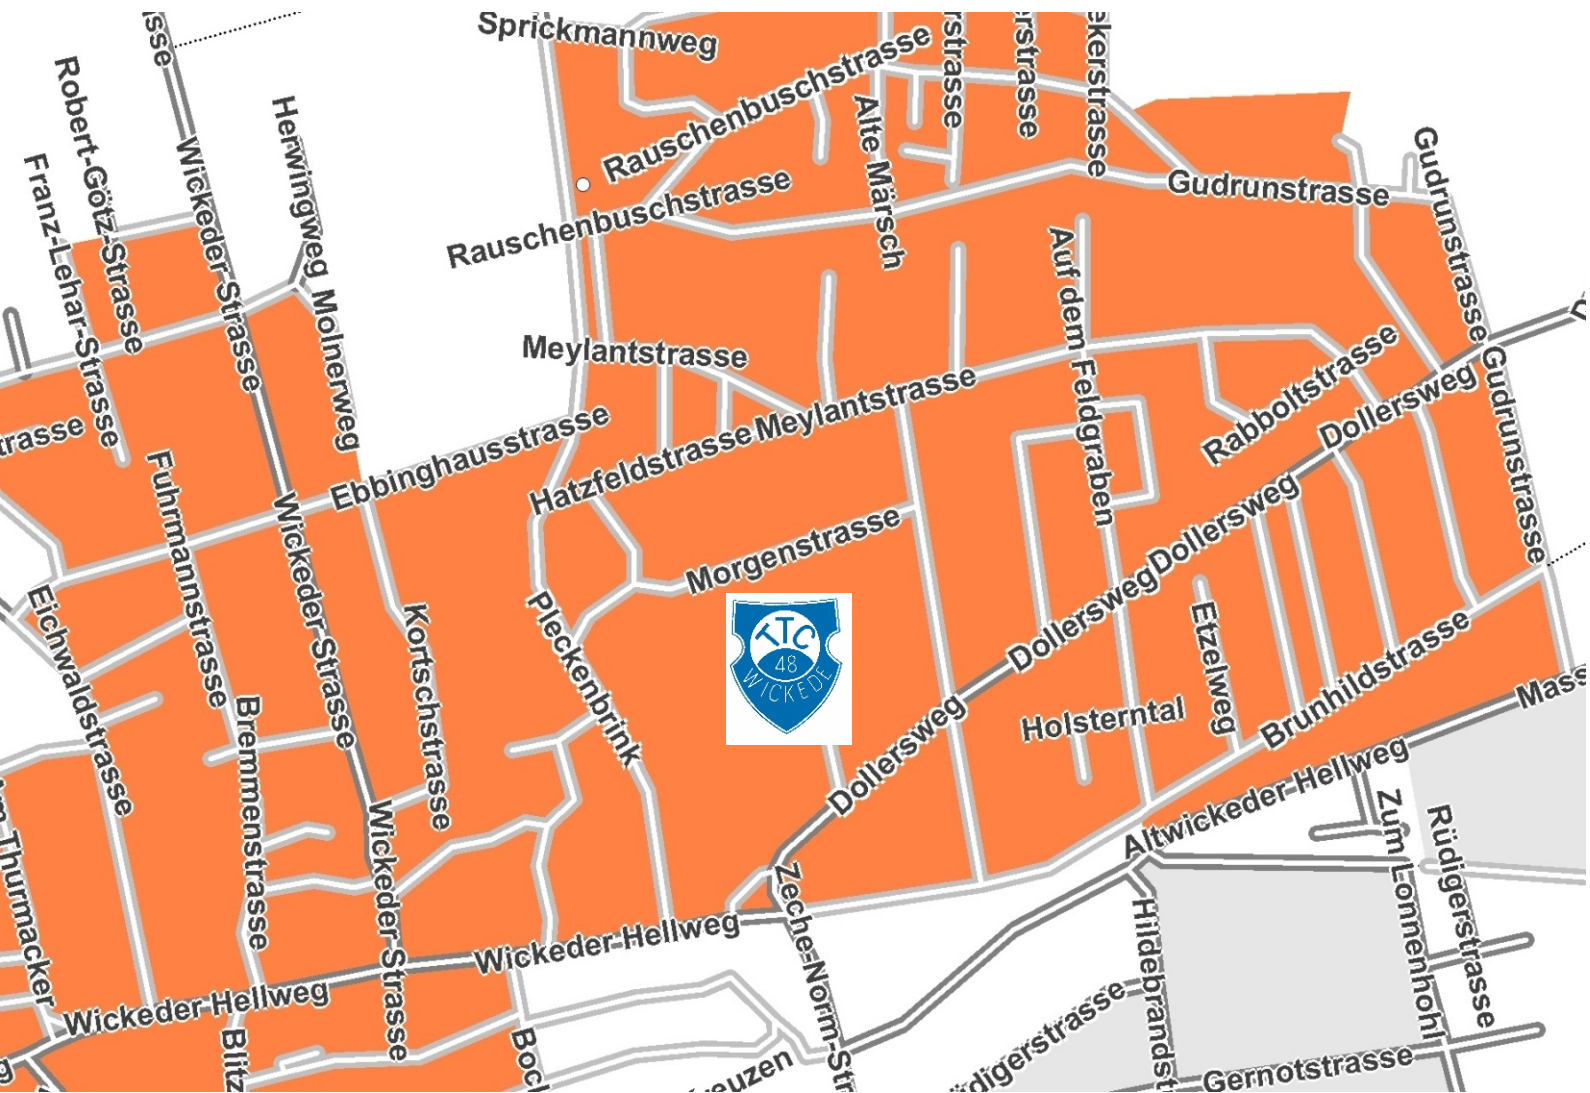 Sprickmannweg
Rauschenbuschstrasse
Rauschenbuschstrasse
Alte Märsch
Gudrunstrasse
Gudrunstrasse
Gudrunstrasse
Robert-Götz-Strasse
Franz-Lehar-Strasse
Wickeder-Strasse
Herwingweg
Molnerweg
Meylantstrasse
Auf dem Feldgraben
Meylantstrasse
Rabboltstrasse
Dollersweg
Ebbinghausstrasse
Hatzfeldstrasse
Fuhrmannstrasse
Wickeder-Strasse
Morgenstrasse
Dollersweg
Dollersweg
Dollersweg
Eichwaldstrasse
Kortschstrasse
Pleckenbrink
TTC
48
WICKEDE
Etzelweg
Holsterntal
Brunhildstrasse
Bremmenstrasse
Wickeder-Strasse
Dollersweg
Altwickeder-Hellweg
Zum Lonnenhohl
Rüdigerstrasse
Zeche-Norm-Str
Hildebrandst
Wickeder-Hellweg
Wickeder-Hellweg
Gernotstrasse